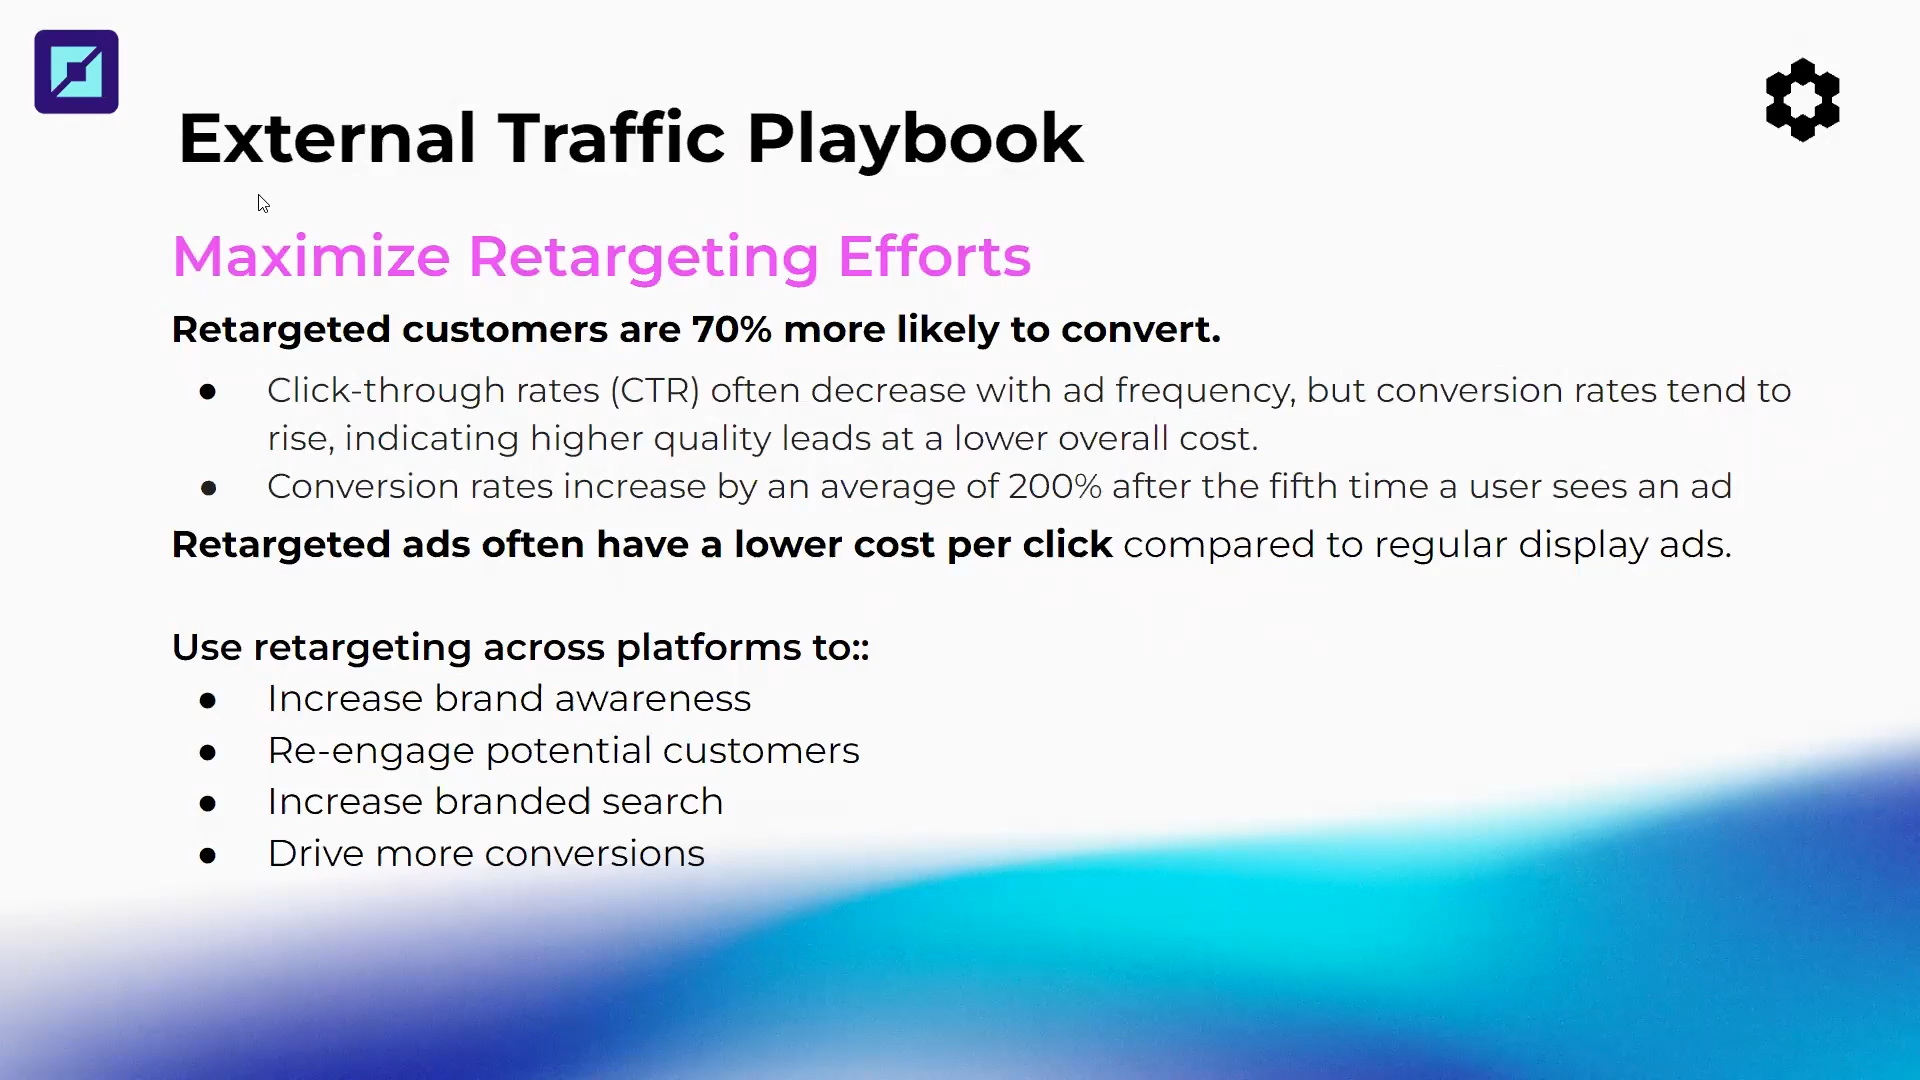 External Traffic Playbook
Maximize Retargeting Efforts
Retargeted customers are 70% more likely to convert.
● Click-through rates (CTR) often decrease with ad frequency, but conversion rates tend to
rise, indicating higher quality leads at a lower overall cost.
● Conversion rates increase by an average of 200% after the fifth time a user sees an ad
Retargeted ads often have a lower cost per click compared to regular display ads.
Use retargeting across platforms to::
● Increase brand awareness
● Re-engage potential customers
● Increase branded search
● Drive more conversions